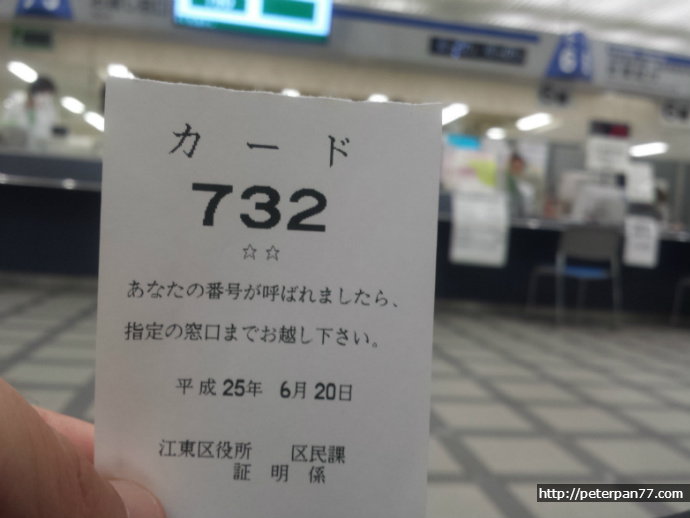 カード
732
☆☆
あなたの番号が呼ばれましたら、
指定の窓口までお越し下さい。
平成25年 6月20日
江東区役所 区民課
証明係
http://peterpan77.com